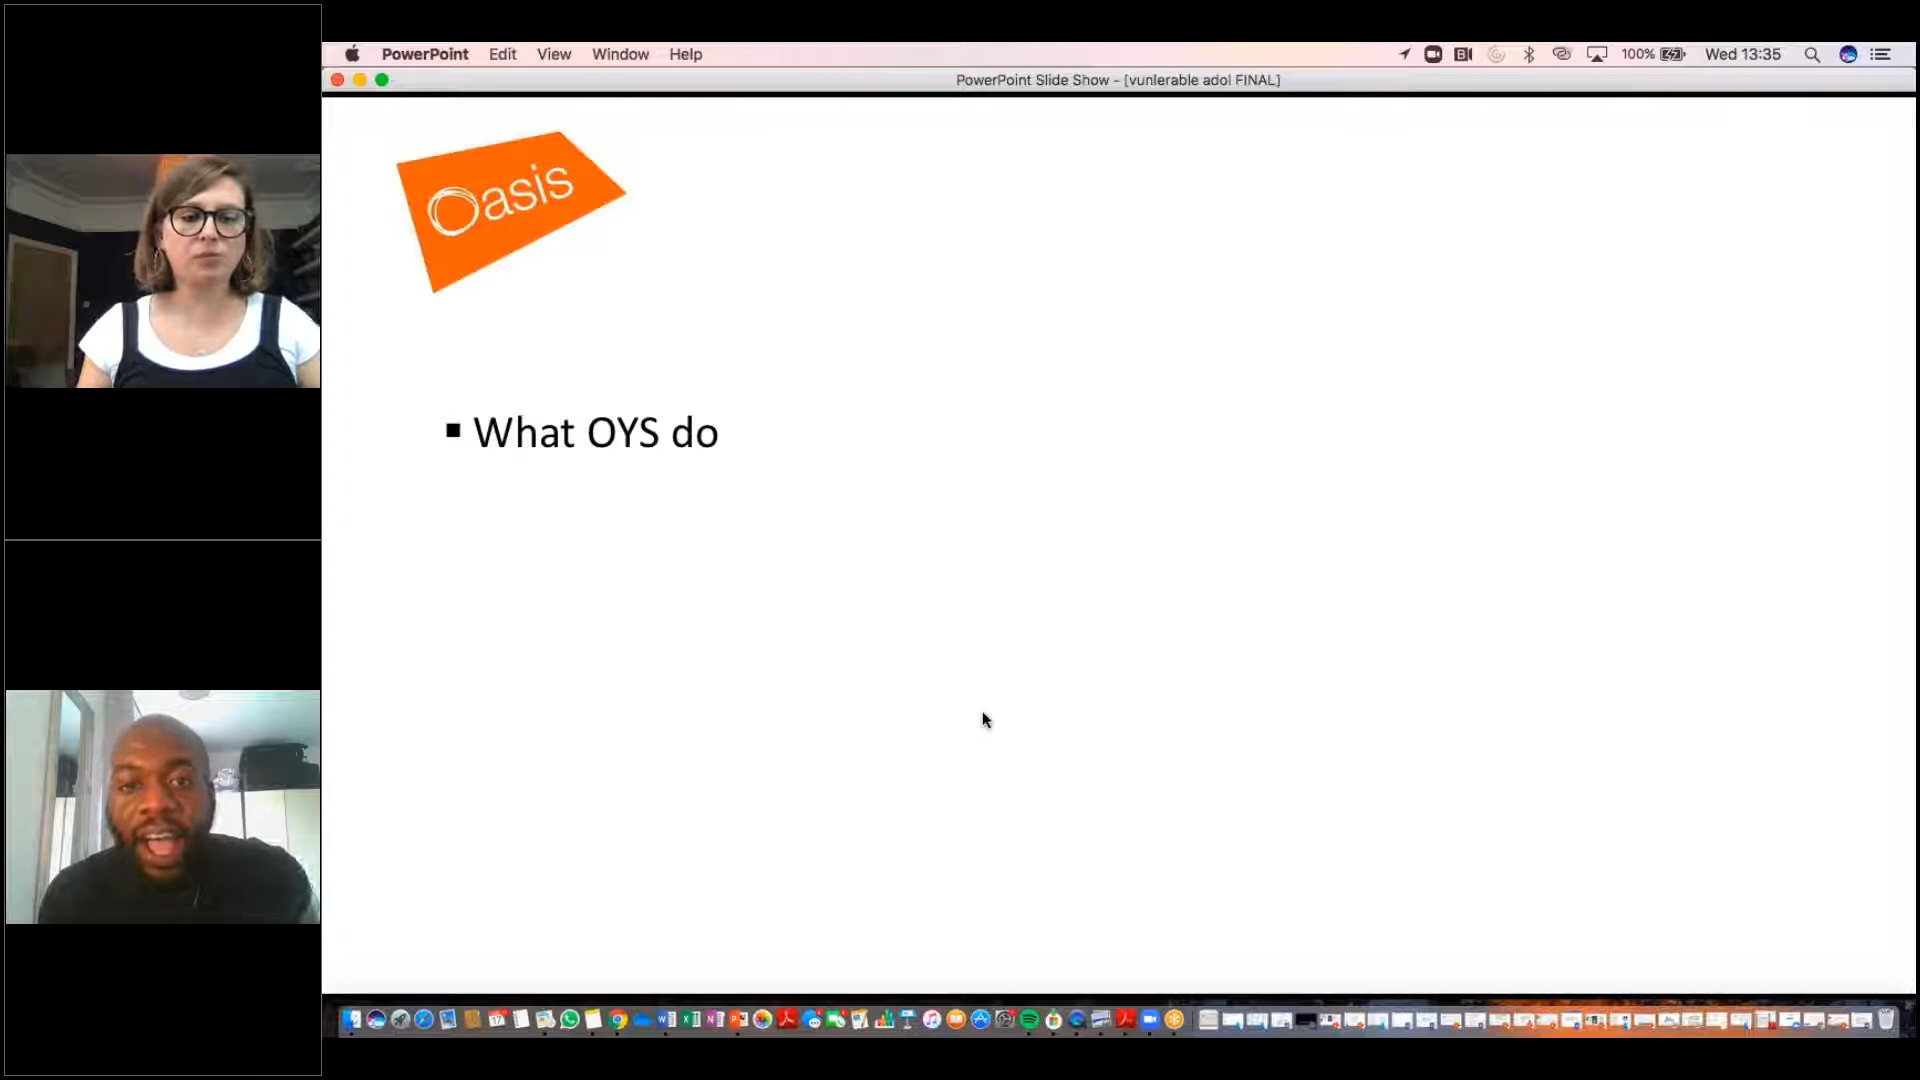 PowerPoint Edit View Window Help 100% Wed 13:35
PowerPoint Slide Show - [vunlerable adol FINAL]
Oasis
▪ What OYS do
17